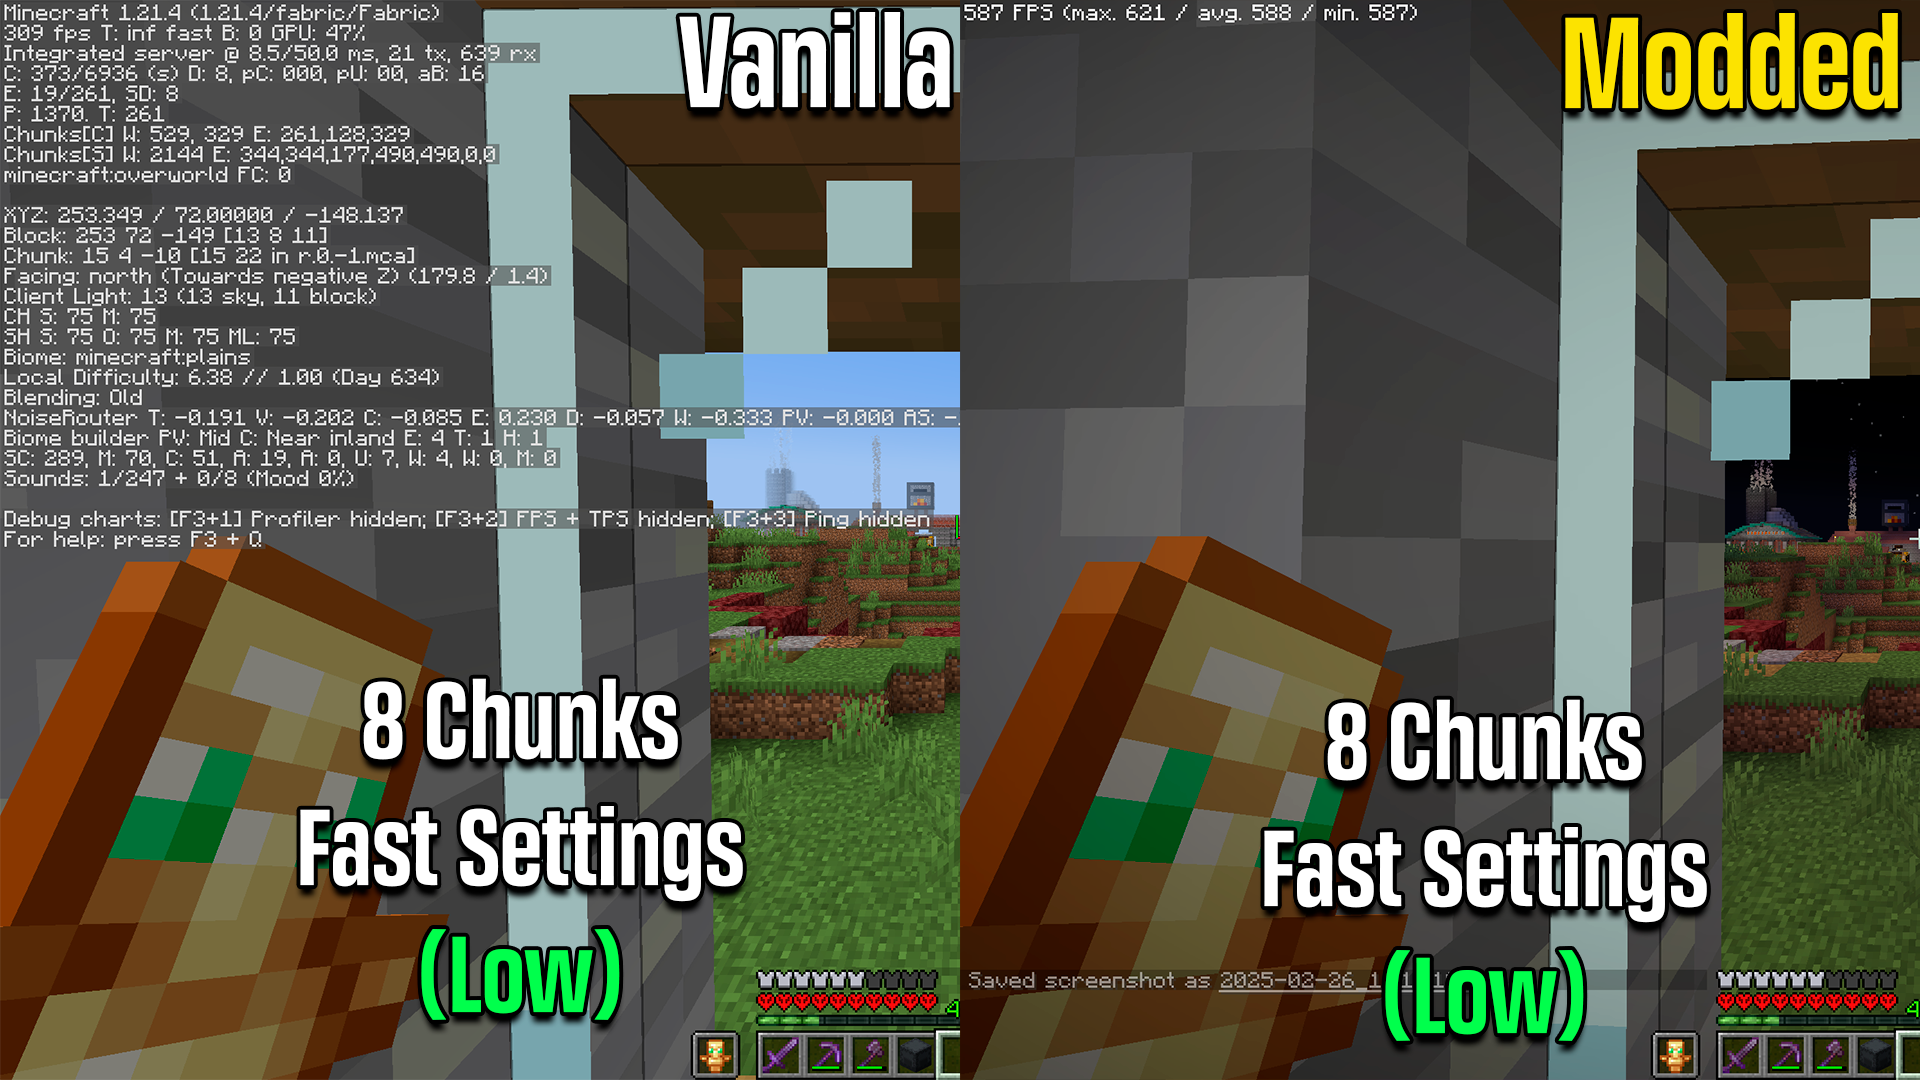 Minecraft 1.21.4 (1.21.4/fabric/Fabric)
309 fps T: inf fast B: 0 GPU: 47%
Integrated server @ 8.5/50.0 ms, 21 tx, 639 rx
C: 373/6936 (s) D: 8, pC: 000, pU: 00, aB: 16
E: 19/261, SD: 8
P: 1370. T: 261
Chunks[C] W: 529, 329 E: 261,128,329
Chunks[S] W: 2144 E: 344,344,177,490,490,0,0
minecraft:overworld FC: 0
XYZ: 253.349 / 72.00000 / -148.137
Block: 253 72 -149 [13 8 11]
Chunk: 15 4 -10 [15 22 in r.0.-1.mca]
Facing: north (Towards negative Z) (179.8 / 1.4)
Client Light: 13 (13 sky, 11 block)
CH S: 75 M: 75
SH S: 75 O: 75 M: 75 ML: 75
Biome: minecraft:plains
Local Difficulty: 6.38 // 1.00 (Day 634)
Blending: Old
NoiseRouter T: -0.191 V: -0.202 C: -0.085 E: 0.230 D: -0.057 W: -0.333 PV: -0.000 AS: -
Biome builder PV: Mid C: Near inland E: 4 T: 1 H: 1
SC: 289, M: 70, C: 51, A: 19, A: 0, U: 7, W: 4, W: 0, M: 0
Sounds: 1/247 + 0/8 (Mood 0%)
Debug charts: [F3+1] Profiler hidden; [F3+2] FPS + TPS hidden; [F3+3] Ping hidden
For help: press F3 + Q
Vanilla
8 Chunks
Fast Settings
(Low)
4
587 FPS (max. 621 / avg. 588 / min. 587)
Modded
8 Chunks
Fast Settings
(Low)
Saved screenshot as 2025-02-26_1
4